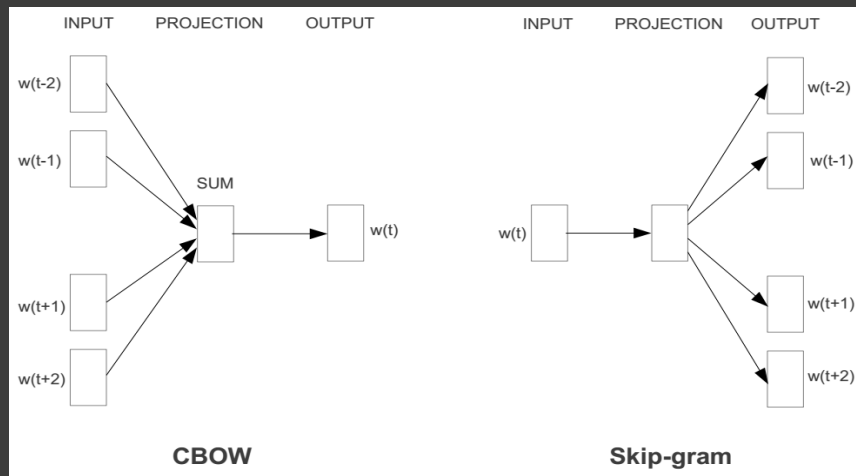 INPUT PROJECTION OUTPUT
w(t-2)
w(t-1)
SUM
w(t)
w(t+1)
w(t+2)
CBOW
INPUT PROJECTION OUTPUT
w(t-2)
w(t-1)
w(t)
w(t+1)
w(t+2)
Skip-gram